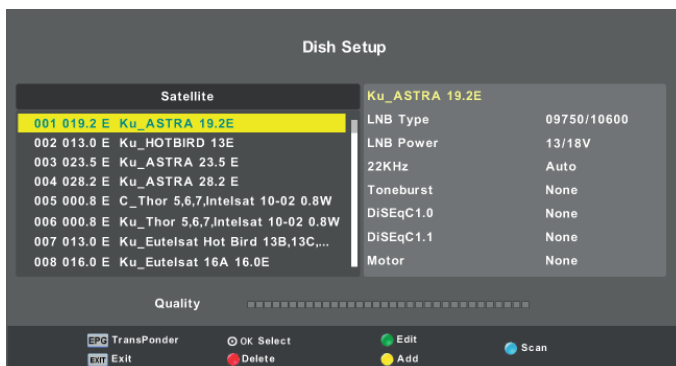 Dish Setup
Satellite
001 019.2 E Ku_ASTRA 19.2E
002 013.0 E Ku_HOTBIRD 13E
003 023.5 E Ku_ASTRA 23.5 E
004 028.2 E Ku_ASTRA 28.2 E
005 000.8 E C_Thor 5,6,7,Intelsat 10-02 0.8W
006 000.8 E Ku_Thor 5,6,7,Intelsat 10-02 0.8W
007 013.0 E Ku_Eutelsat Hot Bird 13B,13C,...
008 016.0 E Ku_Eutelsat 16A 16.0E
Ku_ASTRA 19.2E
LNB Type 09750/10600
LNB Power 13/18V
22KHz Auto
Toneburst None
DiSEqC1.0 None
DiSEqC1.1 None
Motor None
Quality
EPG TransPonder OK Select Edit Scan
EXIT Exit Delete Add